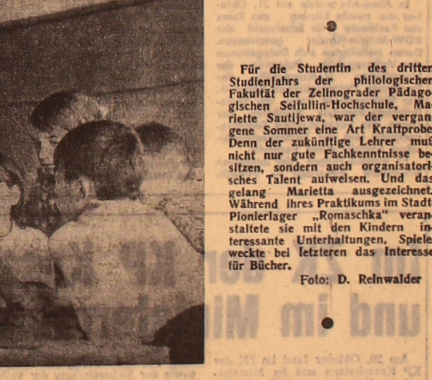 Für die Studentin des dritten
Studienjahrs der philologischen
Fakultät der Zelinograder Pädago-
gischen Seifullin-Hochschule, Ma-
riette Sautijewa, war der vergan-
gene Sommer eine Art Kraftprobe
Denn der zukünftige Lehrer muß
nicht nur gute Fachkenntnisse be-
sitzen, sondern auch organisatori-
sches Talent aufweisen. Und das
gelang Marietta ausgezeichnet.
Während ihres Praktikums im Stadt-
Pionierlager „Romaschka" veran-
staltete sie mit den Kindern in-
teressante Unterhaltungen, Spiele
weckte bei letzteren das Interesse
für Bücher.
Foto: D. Reinwalder